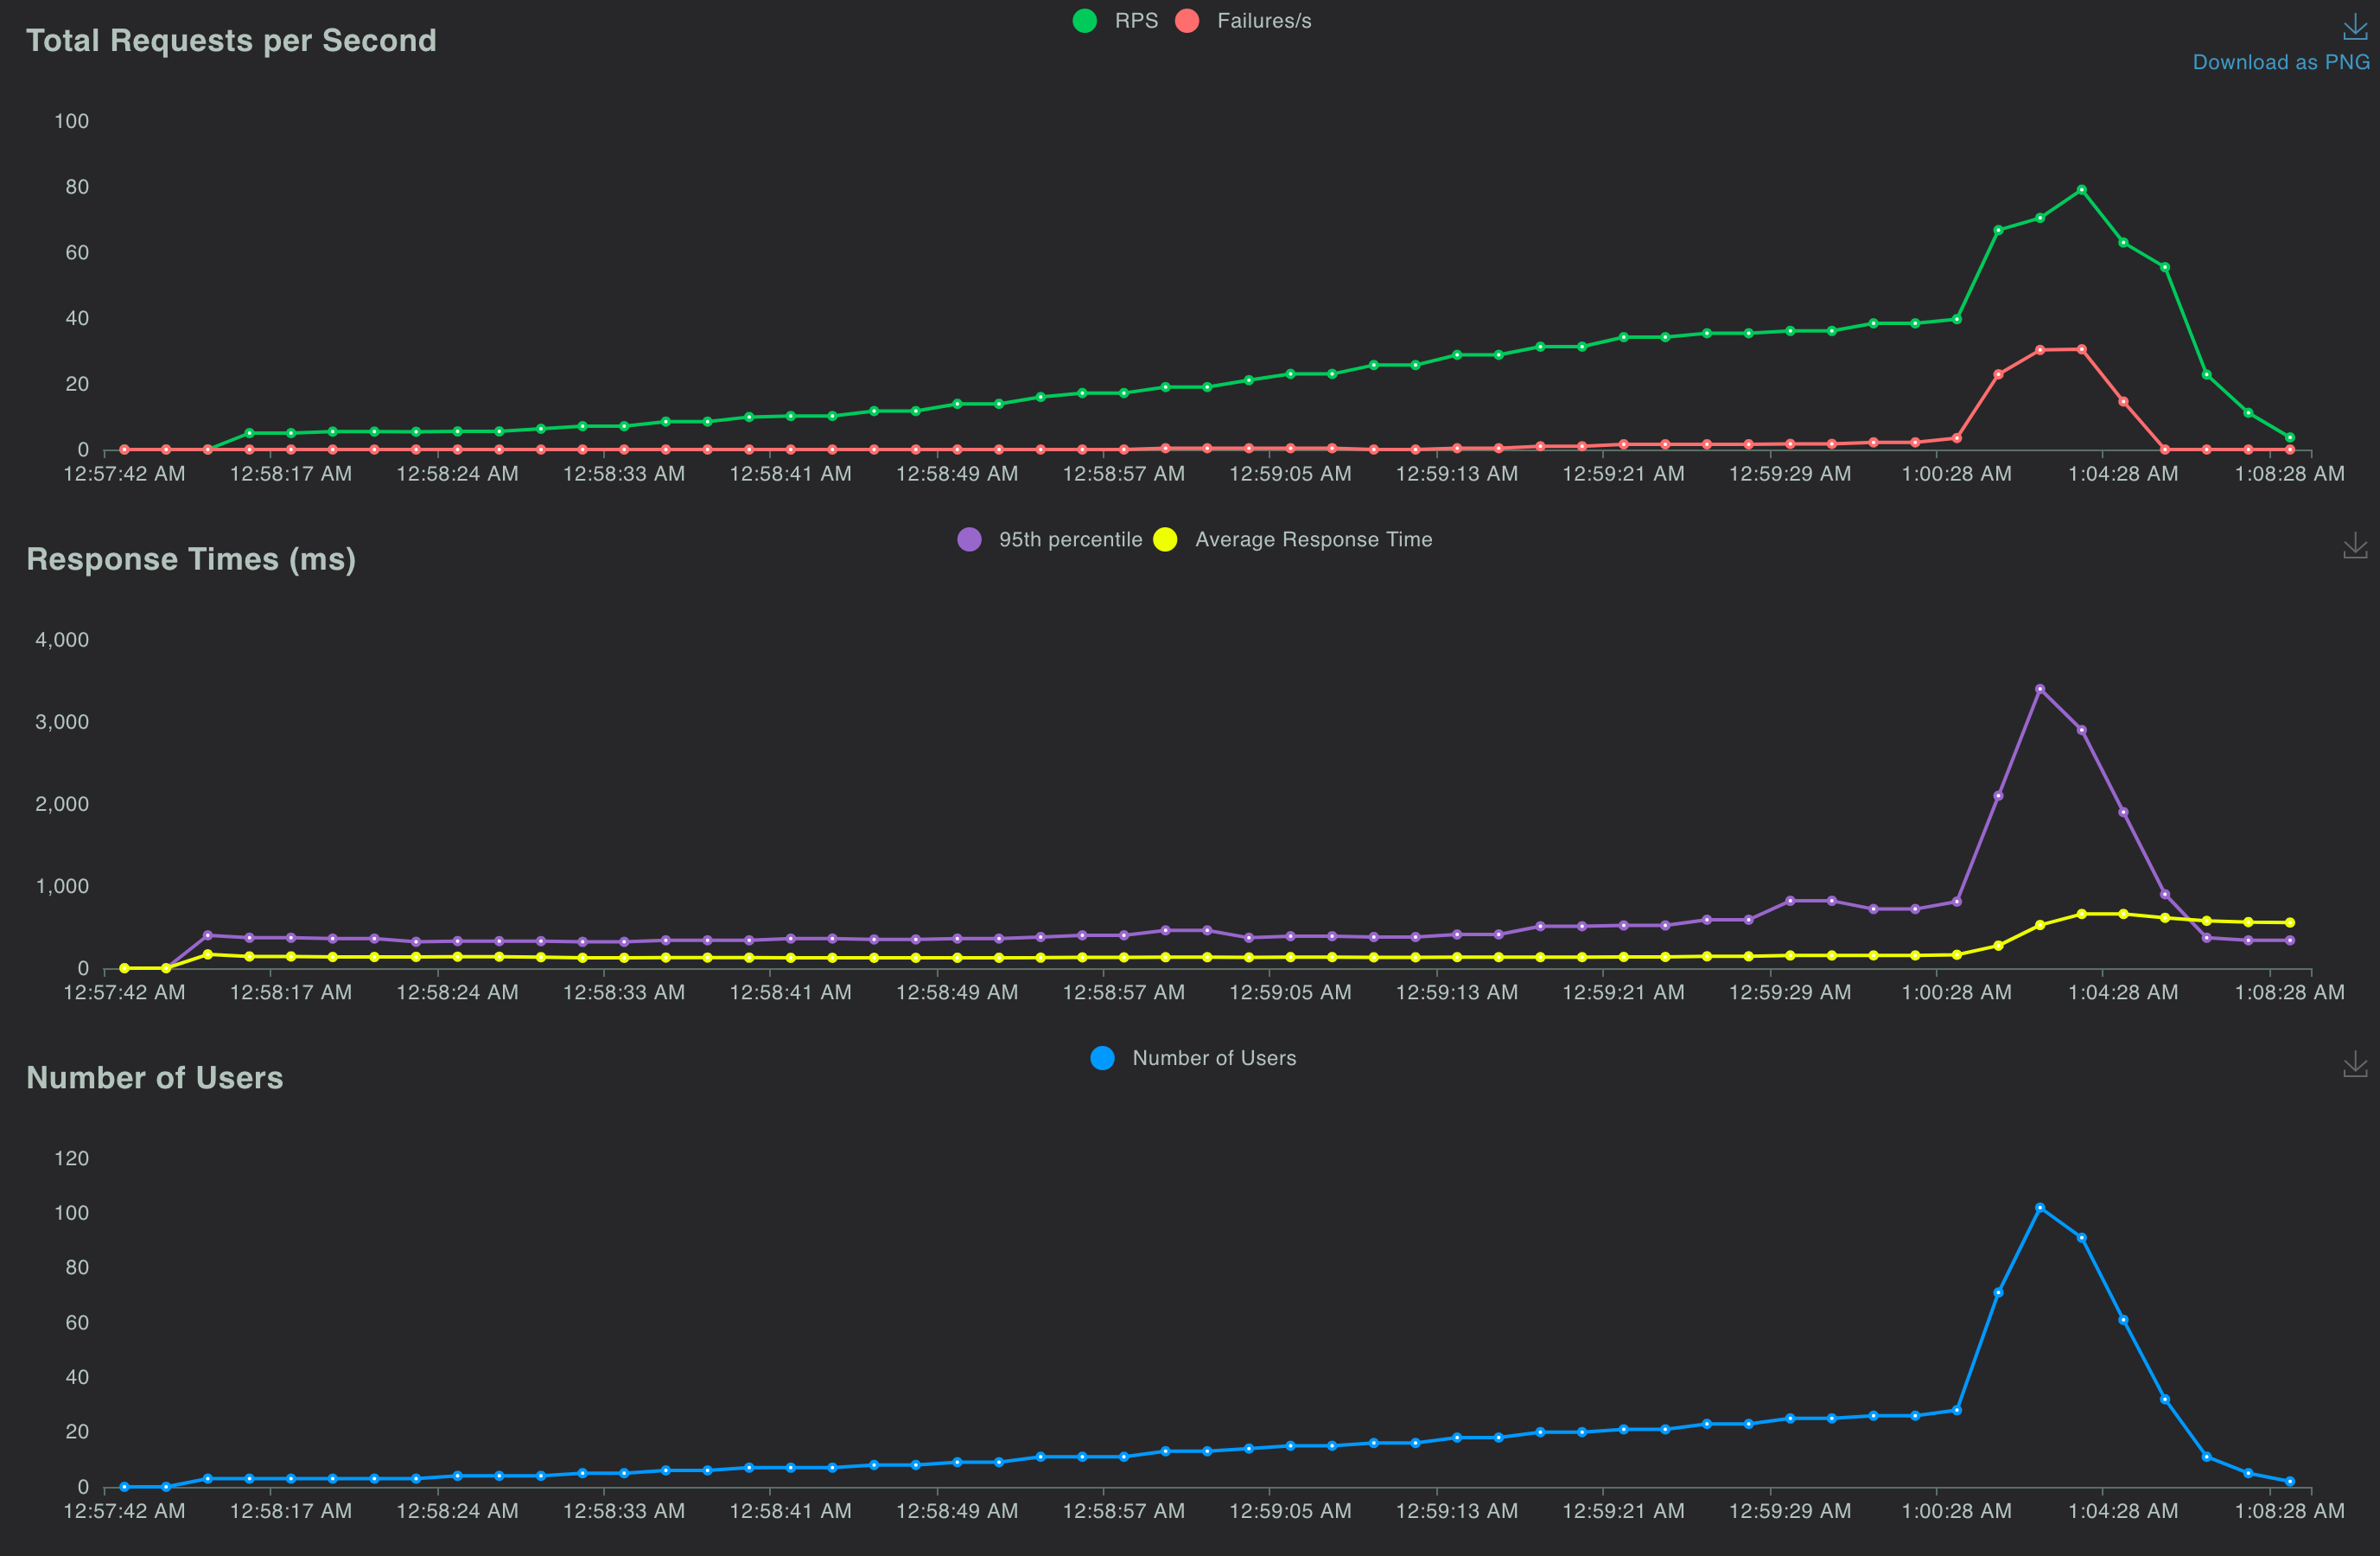 RPS Failures/s
Total Requests per Second
Download as PNG
100
80
60
40
20
0
12:57:42 AM 12:58:17 AM 12:58:24 AM 12:58:33 AM 12:58:41 AM 12:58:49 AM 12:58:57 AM 12:59:05 AM 12:59:13 AM 12:59:21 AM 12:59:29 AM 1:00:28 AM 1:04:28 AM 1:08:28 AM
95th percentile Average Response Time
Response Times (ms)
4,000
3,000
2,000
1,000
0
12:57:42 AM 12:58:17 AM 12:58:24 AM 12:58:33 AM 12:58:41 AM 12:58:49 AM 12:58:57 AM 12:59:05 AM 12:59:13 AM 12:59:21 AM 12:59:29 AM 1:00:28 AM 1:04:28 AM 1:08:28 AM
Number of Users
Number of Users
120
100
80
60
40
20
0
12:57:42 AM 12:58:17 AM 12:58:24 AM 12:58:33 AM 12:58:41 AM 12:58:49 AM 12:58:57 AM 12:59:05 AM 12:59:13 AM 12:59:21 AM 12:59:29 AM 1:00:28 AM 1:04:28 AM 1:08:28 AM